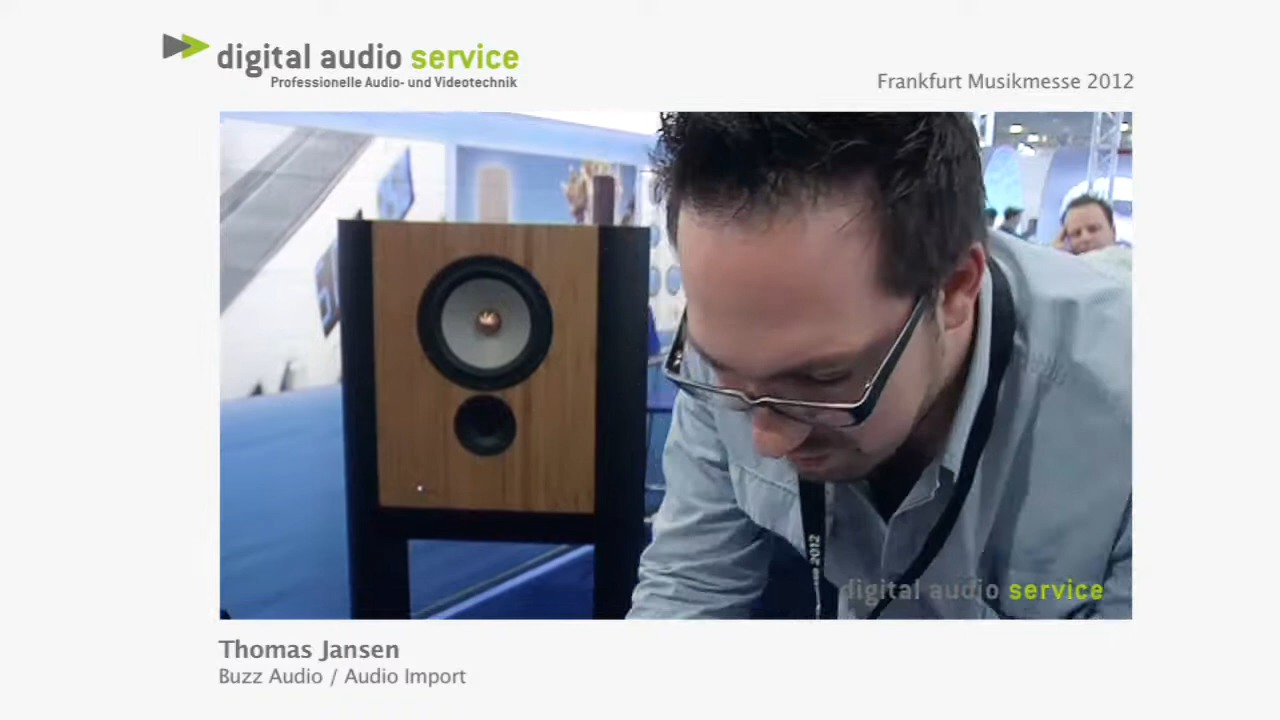 digital audio service
Professionelle Audio- und Videotechnik
Frankfurt Musikmesse 2012
2012
digital audio service
Thomas Jansen
Buzz Audio / Audio Import